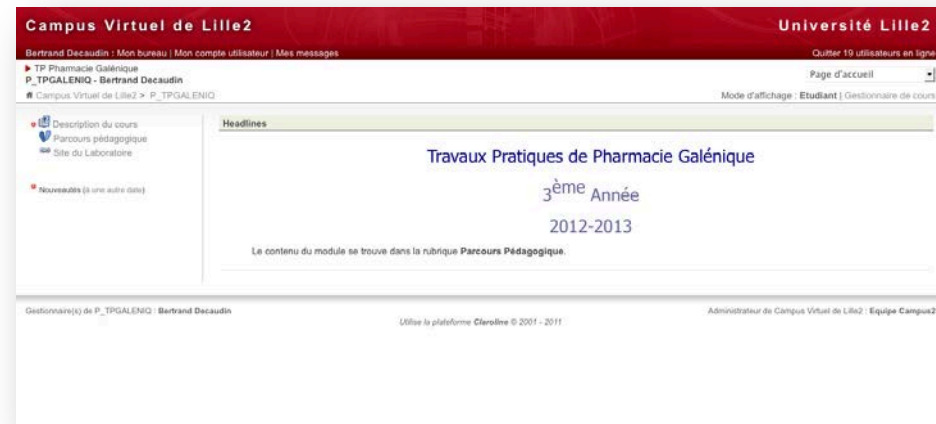 Campus Virtuel de Lille2
Université Lille2
Bertrand Decaudin : Mon bureau | Mon compte utilisateur | Mes messages
Quitter 19 utilisateurs en ligne
TP Pharmacie Galénique
P_TPGALENIQ - Bertrand Decaudin
Page d'accueil
Campus Virtuel de Lille2 > P_TPGALENIQ
Mode d'affichage : Etudiant | Gestionnaire de cours
Description du cours
Parcours pédagogique
Site du Laboratoire
Nouveautés (à une autre date)
Headlines
Travaux Pratiques de Pharmacie Galénique
3ème Année
2012-2013
Le contenu du module se trouve dans la rubrique Parcours Pédagogique.
Gestionnaire(s) de P_TPGALENIQ : Bertrand Decaudin
Utilise la plateforme Claroline © 2001 - 2011
Administrateur de Campus Virtuel de Lille2 : Equipe Campus2